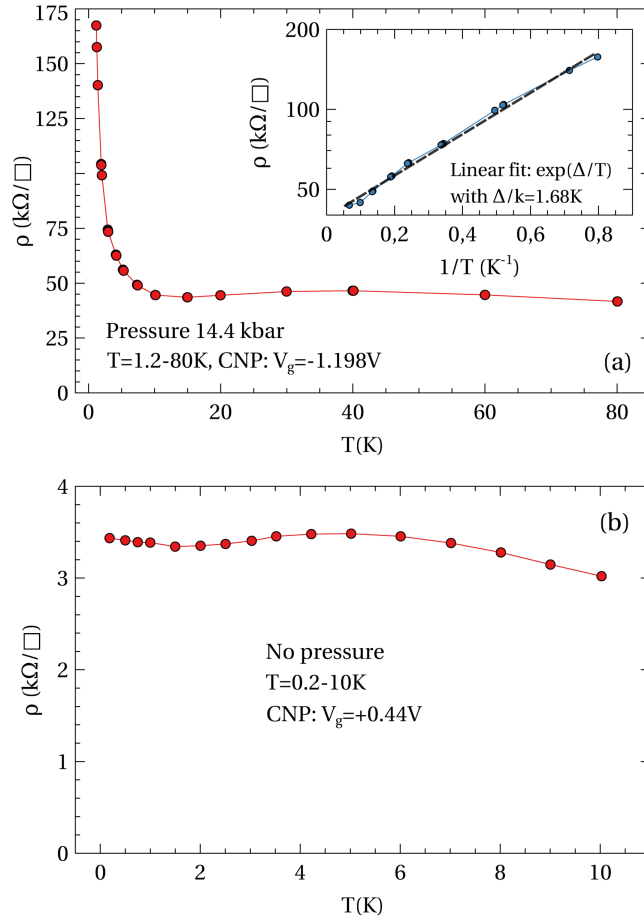 175
150
125
75
50
25
0
ρ (kΩ/□)
0
20
40
60
80
T(K)
Pressure 14.4 kbar
T=1.2-80K, CNP: V_g=-1.198V
(a)
200
100
50
ρ (kΩ/□)
0
0,2
0,4
0,6
0,8
1/T (K⁻¹)
Linear fit: exp(Δ/T)
with Δ/k=1.68K
4
3
2
1
0
ρ (kΩ/□)
0
2
4
6
8
10
T(K)
(b)
No pressure
T=0.2-10K
CNP: V_g=+0.44V